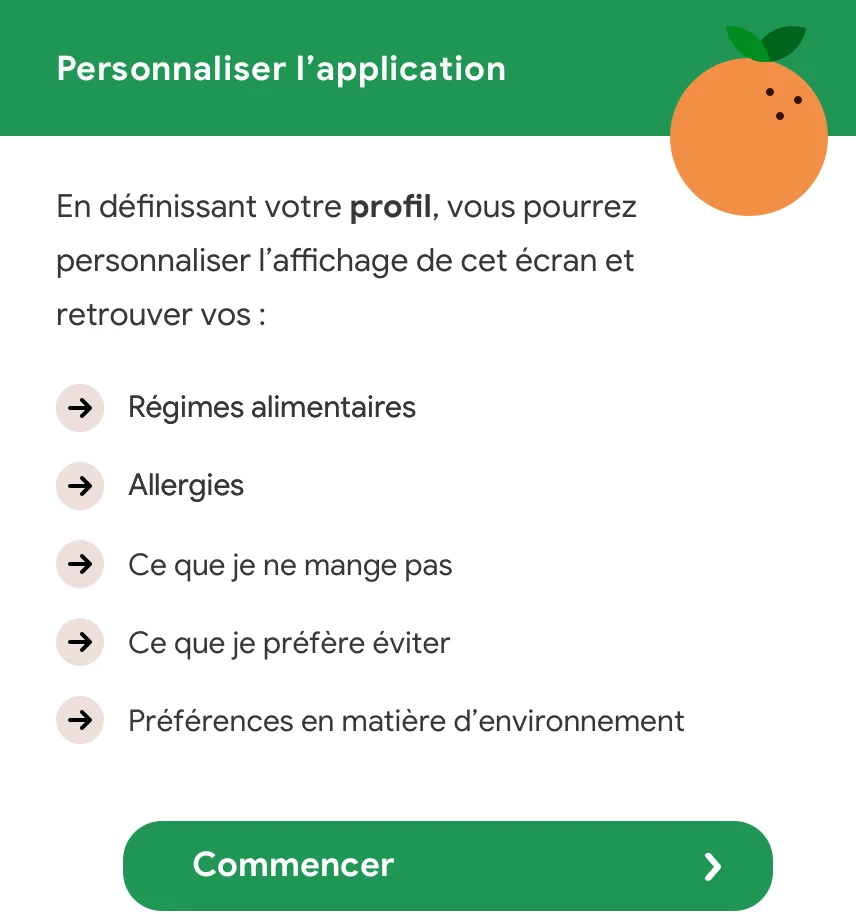 Personnaliser l’application
En définissant votre profil, vous pourrez
personnaliser l’affichage de cet écran et
retrouver vos :
Régimes alimentaires
Allergies
Ce que je ne mange pas
Ce que je préfère éviter
Préférences en matière d’environnement
Commencer